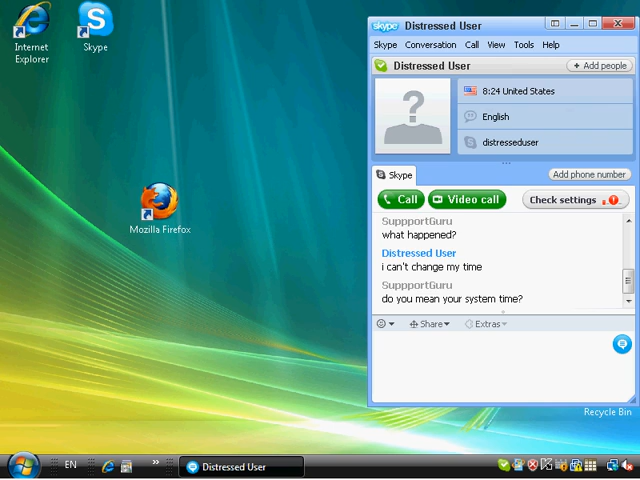 Internet
Explorer
Skype
Mozilla Firefox
skype Distressed User
Skype Conversation Call View Tools Help
Distressed User
+ Add people
8:24 United States
English
distresseduser
Skype
Add phone number
Call
Video call
Check settings
SuppportGuru
what happened?
Distressed User
i can't change my time
SuppportGuru
do you mean your system time?
Share
Extras
Recycle Bin
EN
Distressed User